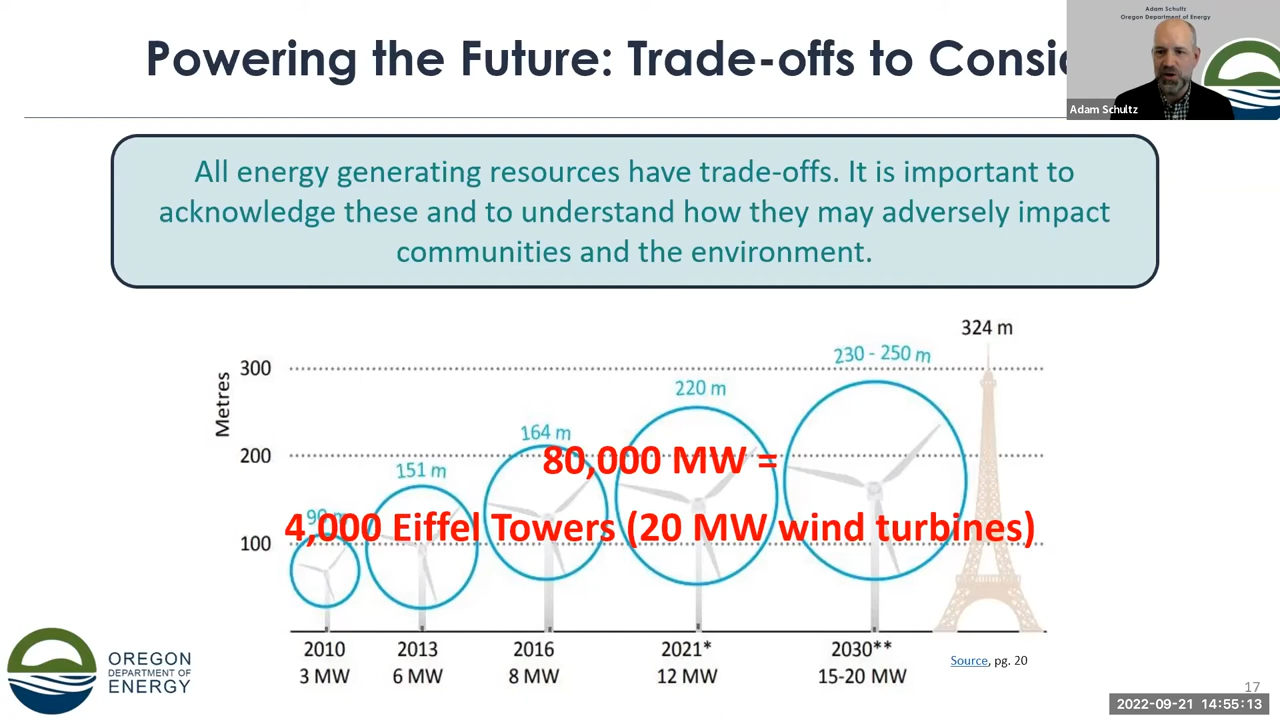 Powering the Future: Trade-offs to Consi
Adam Schultz
Oregon Department of Energy
Adam Schultz
All energy generating resources have trade-offs. It is important to
acknowledge these and to understand how they may adversely impact
communities and the environment.
324 m
230 - 250 m
300
220 m
Metres
164 m
200
151 m
80,000 MW =
90 m
4,000 Eiffel Towers (20 MW wind turbines)
100
2010
2013
2016
2021*
2030**
3 MW
6 MW
8 MW
12 MW
15-20 MW
Source, pg. 20
OREGON
DEPARTMENT OF
ENERGY
17
2022-09-21 14:55:13